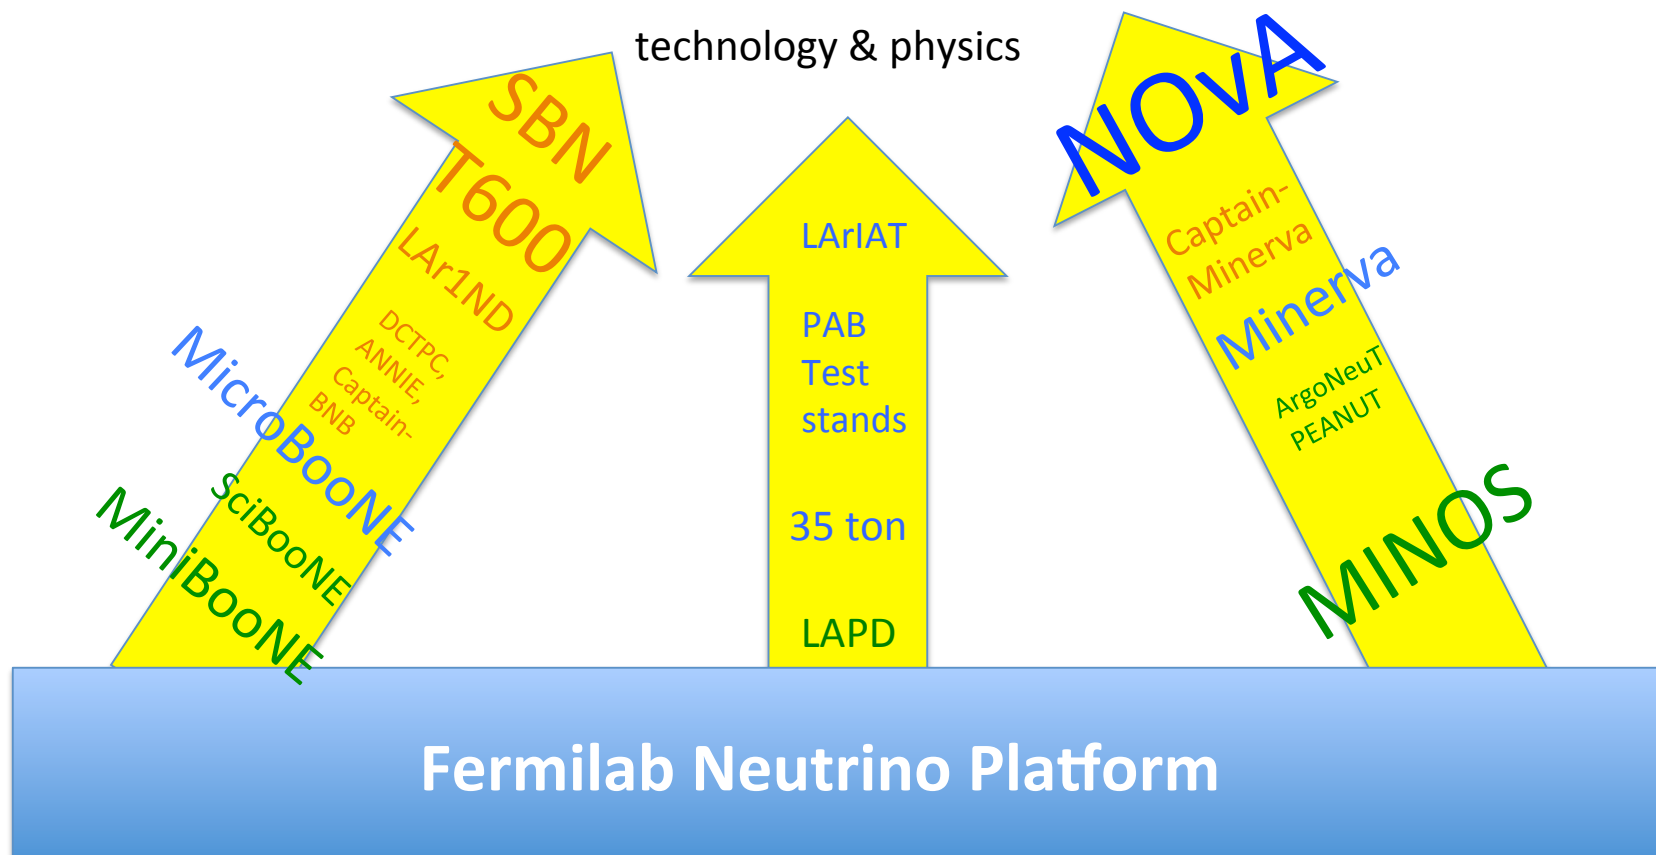 technology & physics
SBN
T600
LAr1ND
DCTPC,
ANNIE,
Captain-
BNB
MicroBooNE
SciBooNE
MiniBooNE
LArIAT
PAB
Test
stands
35 ton
LAPD
NOvA
Captain-
Minerva
Minerva
ArgoNeuT
PEANUT
MINOS
Fermilab Neutrino Platform